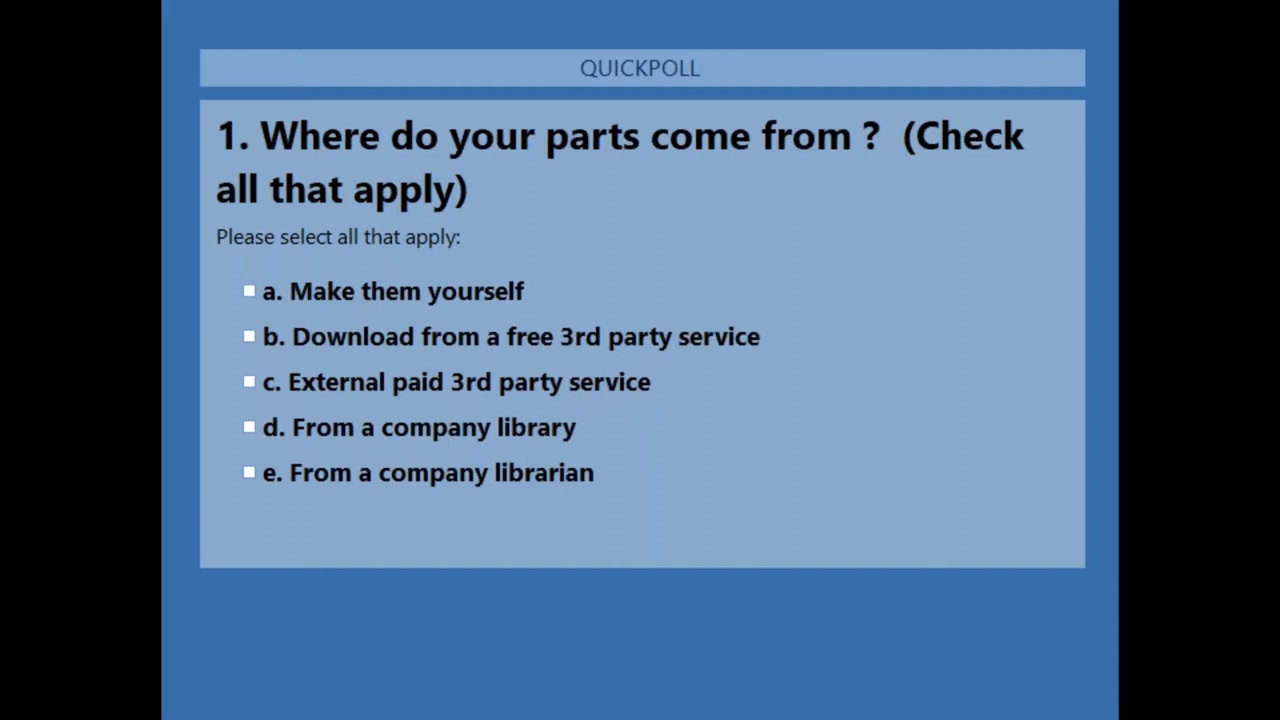 QUICKPOLL
1. Where do your parts come from ?  (Check
all that apply)
Please select all that apply:
a. Make them yourself
b. Download from a free 3rd party service
c. External paid 3rd party service
d. From a company library
e. From a company librarian